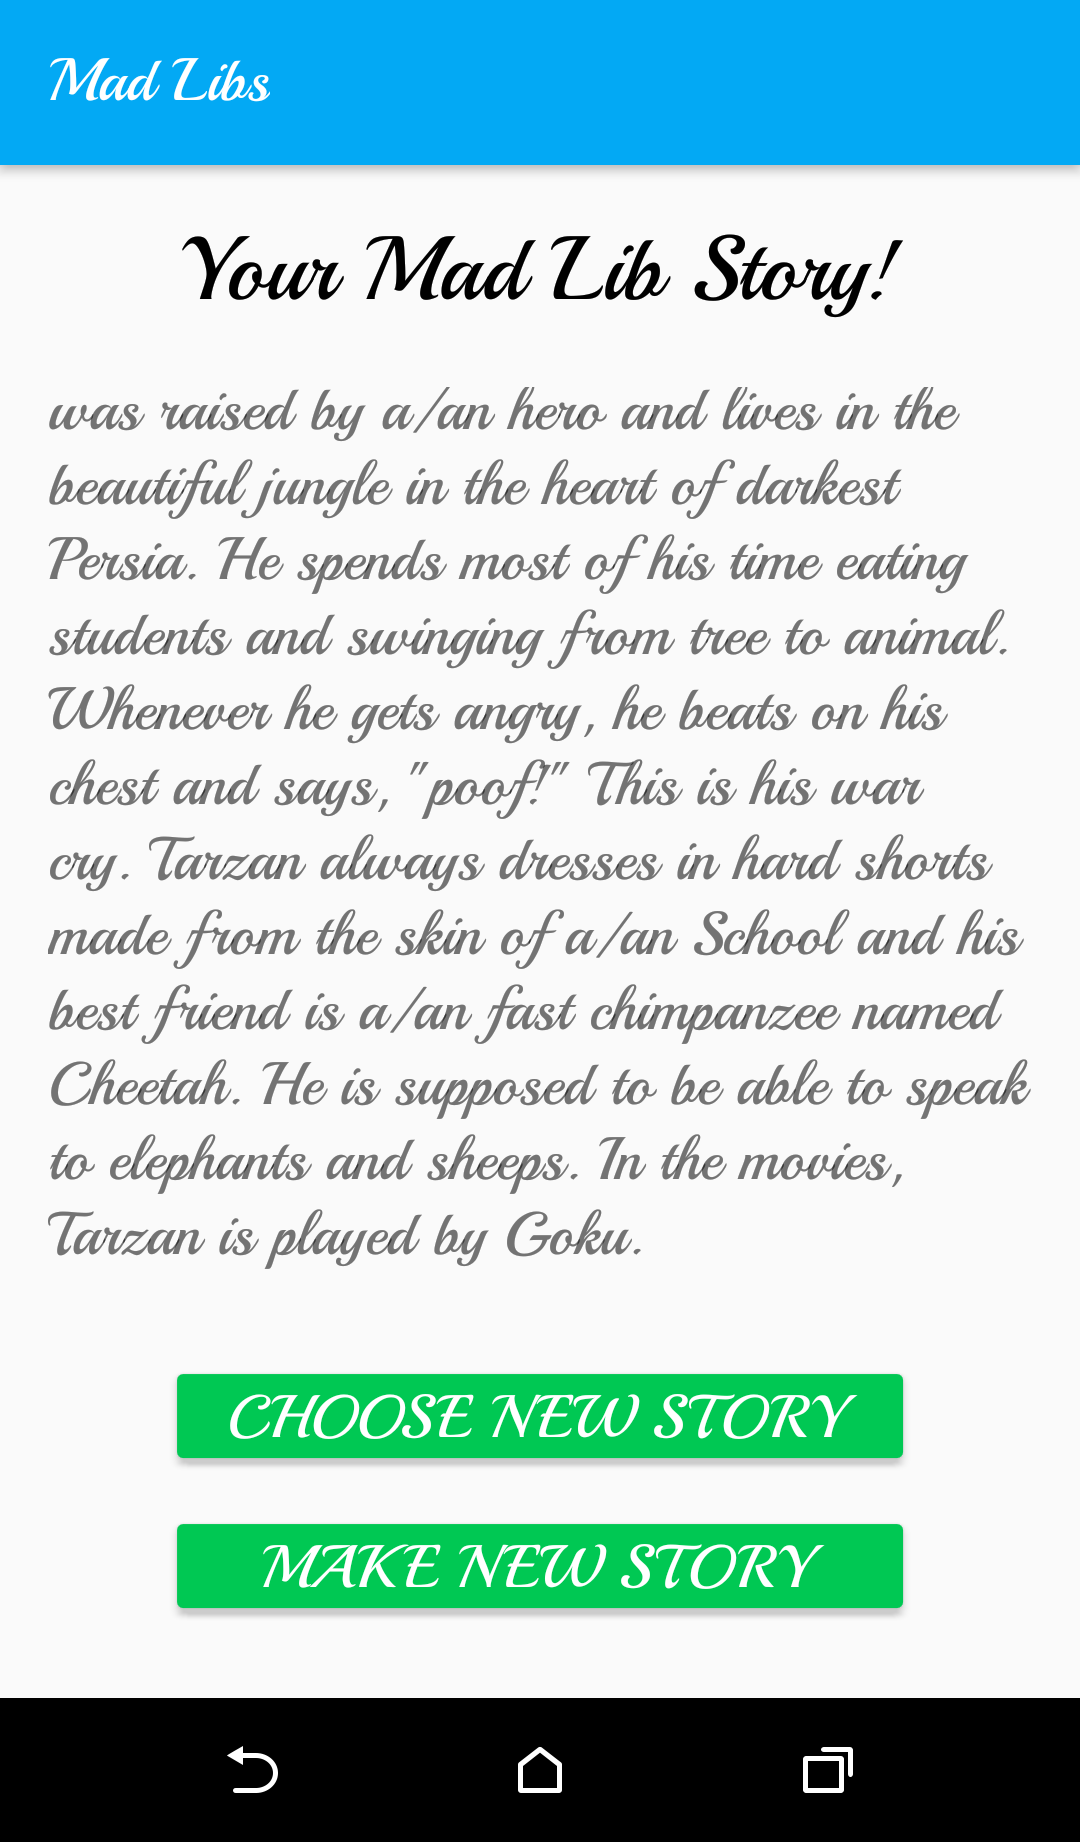 Mad Libs
Your Mad Lib Story!
was raised by a/an hero and lives in the
beautiful jungle in the heart of darkest
Persia. He spends most of his time eating
students and swinging from tree to animal.
Whenever he gets angry, he beats on his
chest and says, "poof!" This is his war
cry. Tarzan always dresses in hard shorts
made from the skin of a/an School and his
best friend is a/an fast chimpanzee named
Cheetah. He is supposed to be able to speak
to elephants and sheeps. In the movies,
Tarzan is played by Goku.
CHOOSE NEW STORY
MAKE NEW STORY